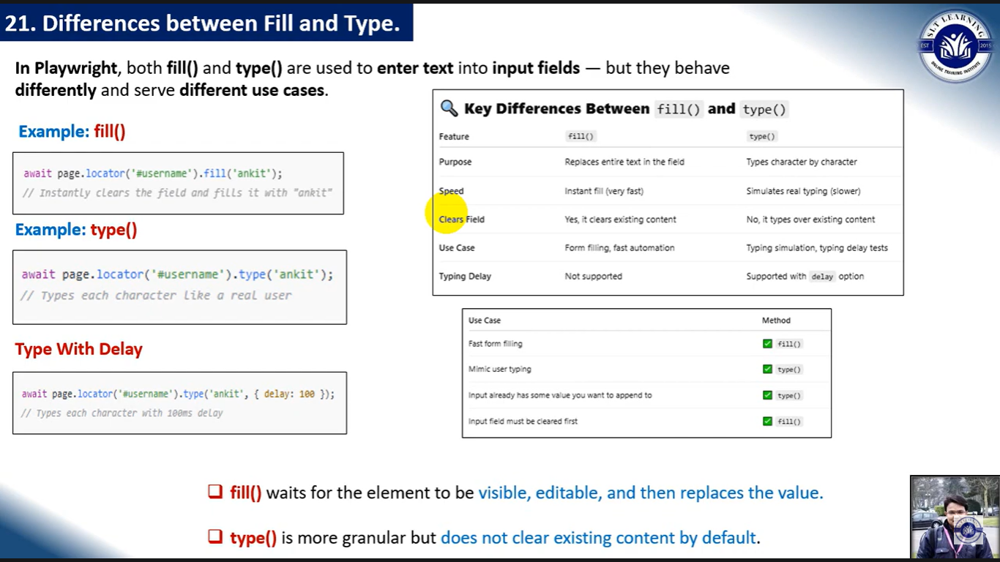 21. Differences between Fill and Type.
SLT LEARNING
EST 2015
ONLINE TRAINING INSTITUTE
In Playwright, both fill() and type() are used to enter text into input fields — but they behave
differently and serve different use cases.
Example: fill()
await page.locator('#username').fill('ankit');
// Instantly clears the field and fills it with "ankit"
Example: type()
await page.locator('#username').type('ankit');
// Types each character like a real user
Type With Delay
await page.locator('#username').type('ankit', { delay: 100 });
// Types each character with 100ms delay
🔍 Key Differences Between fill() and type()
Feature fill() type()
Purpose Replaces entire text in the field Types character by character
Speed Instant fill (very fast) Simulates real typing (slower)
Clears Field Yes, it clears existing content No, it types over existing content
Use Case Form filling, fast automation Typing simulation, typing delay tests
Typing Delay Not supported Supported with delay option
Use Case Method
Fast form filling ✅ fill()
Mimic user typing ✅ type()
Input already has some value you want to append to ✅ type()
Input field must be cleared first ✅ fill()
❑ fill() waits for the element to be visible, editable, and then replaces the value.
❑ type() is more granular but does not clear existing content by default.